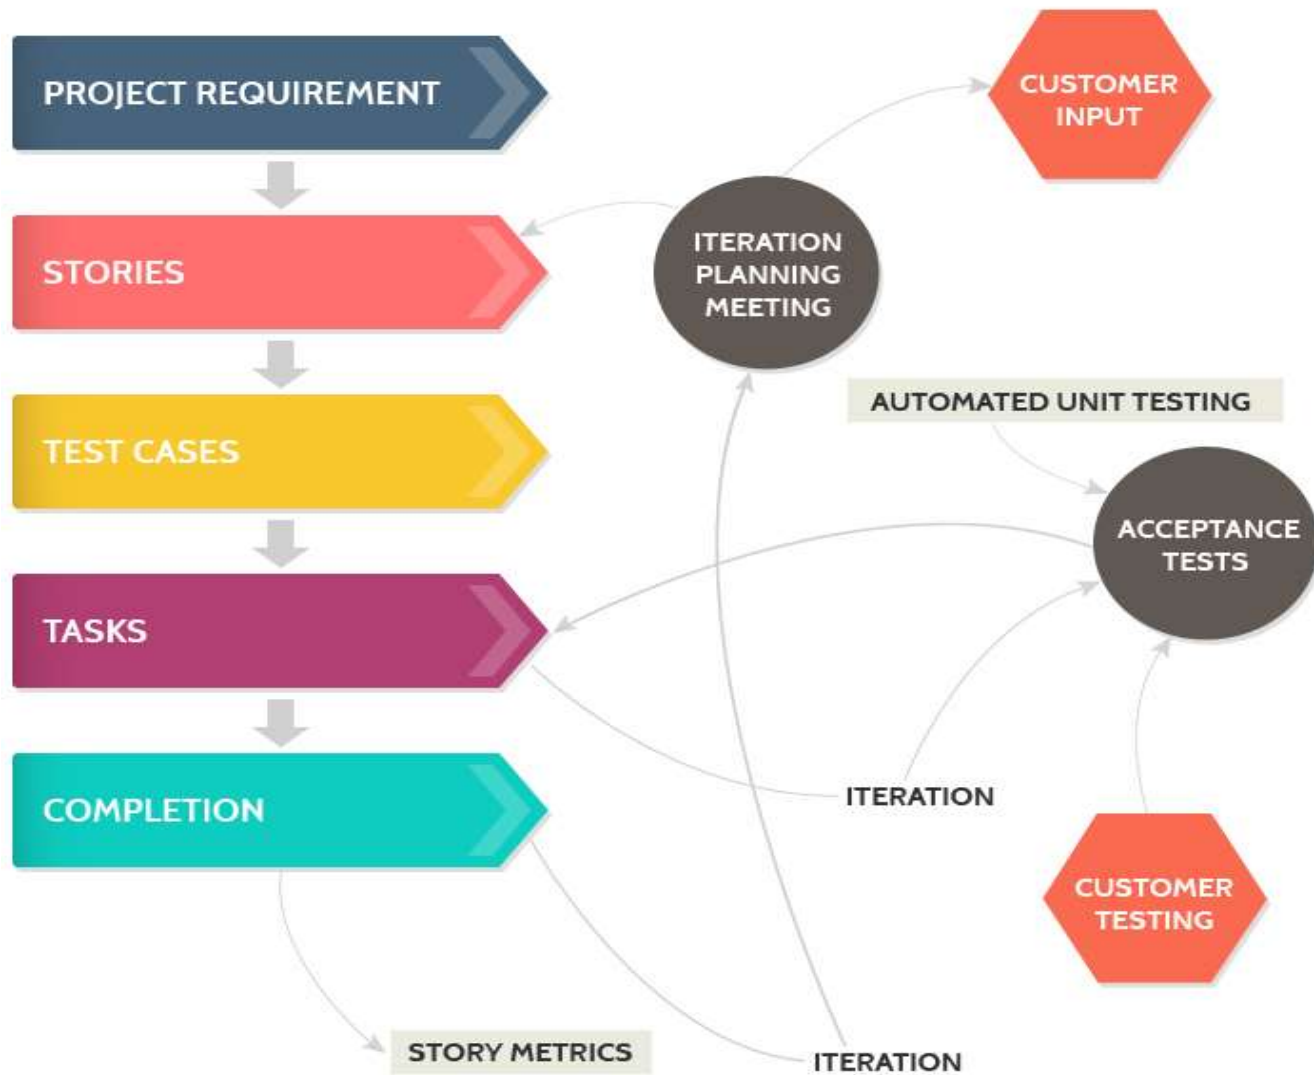 PROJECT REQUIREMENT
CUSTOMER
INPUT
STORIES
ITERATION
PLANNING
MEETING
AUTOMATED UNIT TESTING
TEST CASES
ACCEPTANCE
TESTS
TASKS
ITERATION
COMPLETION
CUSTOMER
TESTING
STORY METRICS
ITERATION